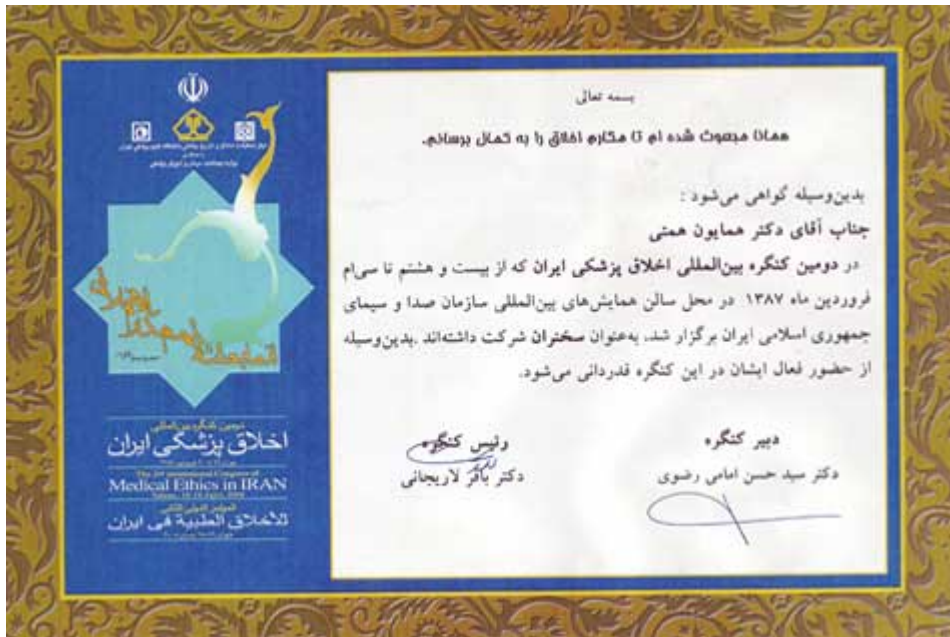 بسمه تعالی
همانا مبعوث شده ام تا مکارم اخلاق را به کمال برسانم.
بدین‌وسیله گواهی می‌شود :
جناب آقای دکتر همایون همتی
در دومین کنگره بین‌المللی اخلاق پزشکی ایران که از بیست و هشتم تا سی‌ام
فروردین ماه ۱۳۸۷ در محل سالن همایش‌های بین‌المللی سازمان صدا و سیمای
جمهوری اسلامی ایران برگزار شد، به‌عنوان سخنران شرکت داشته‌اند .بدین‌وسیله
از حضور فعال ایشان در این کنگره قدردانی می‌شود.
دبیر کنگره
دکتر سید حسن امامی رضوی
رئیس کنگره
دکتر باقر لاریجانی
دومین کنگره بین‌المللی
اخلاق پزشکی ایران
The 2nd International Congress of
Medical Ethics in IRAN
المؤتمر الدولي الثاني
للأخلاق الطبية في ايران